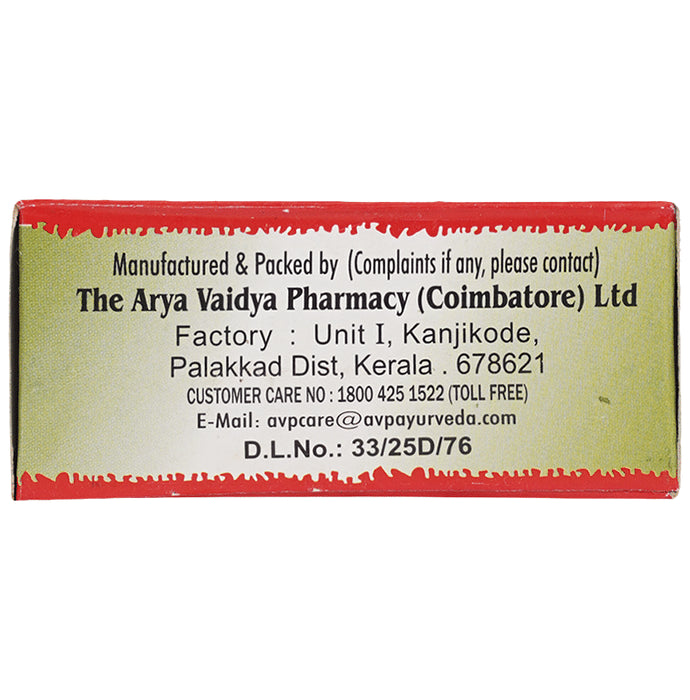 Manufactured & Packed by (Complaints if any, please contact)
The Arya Vaidya Pharmacy (Coimbatore) Ltd
Factory : Unit I, Kanjikode,
Palakkad Dist, Kerala . 678621
CUSTOMER CARE NO : 1800 425 1522 (TOLL FREE)
E-Mail: avpcare@avpayurveda.com
D.L.No.: 33/25D/76